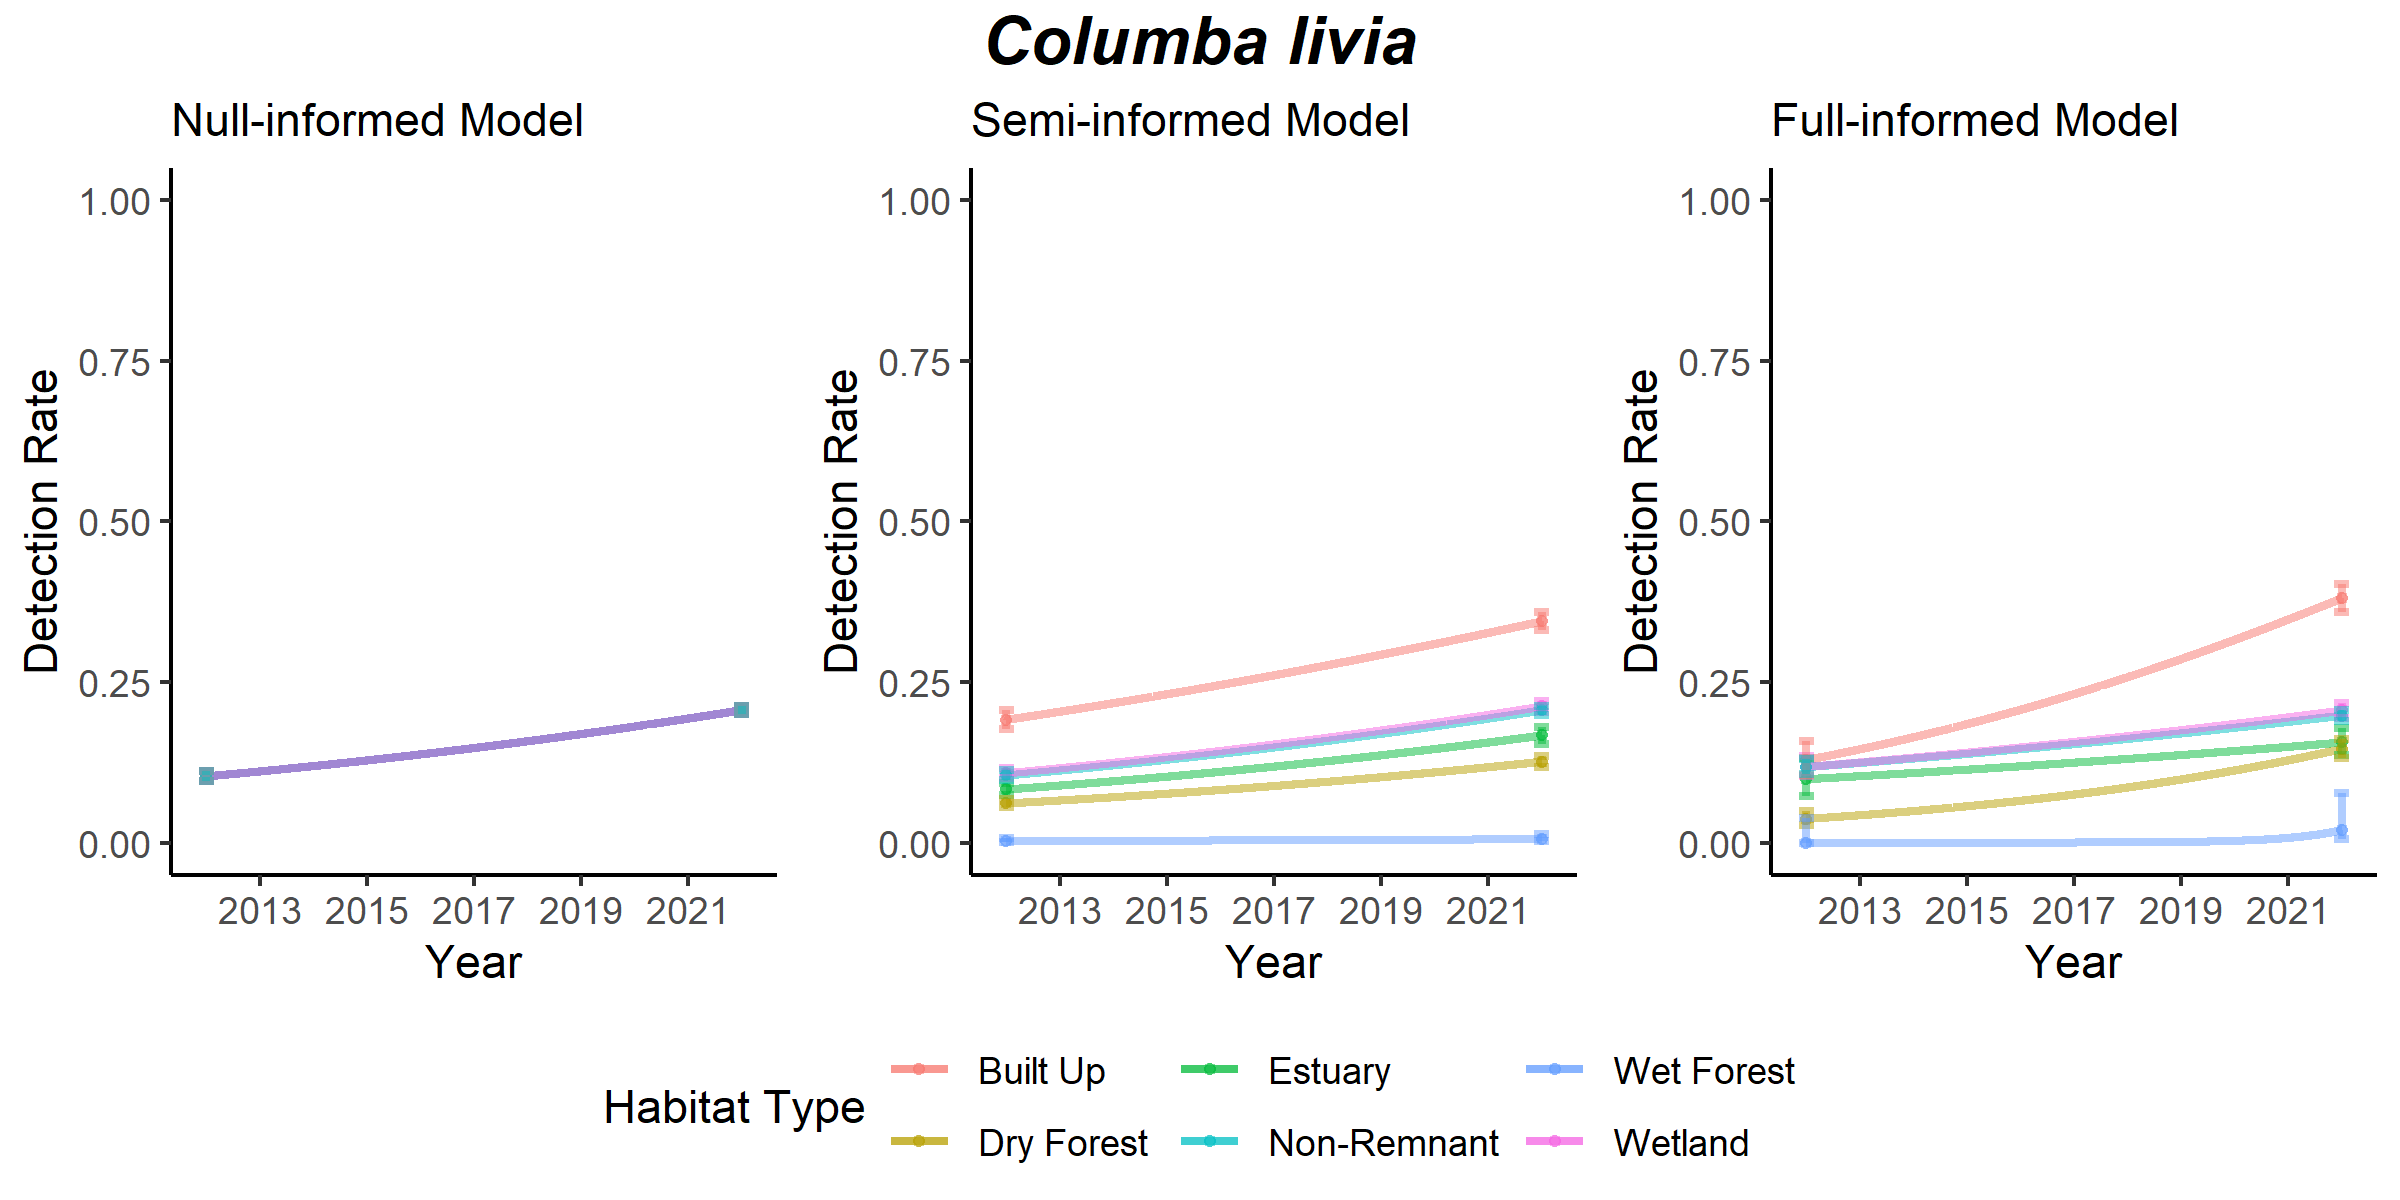 Columba livia
Null-informed Model
Detection Rate
1.00
0.75
0.50
0.25
0.00
2013 2015 2017 2019 2021
Year
Semi-informed Model
Detection Rate
1.00
0.75
0.50
0.25
0.00
2013 2015 2017 2019 2021
Year
Full-informed Model
Detection Rate
1.00
0.75
0.50
0.25
0.00
2013 2015 2017 2019 2021
Year
Habitat Type
Built Up
Estuary
Wet Forest
Dry Forest
Non-Remnant
Wetland